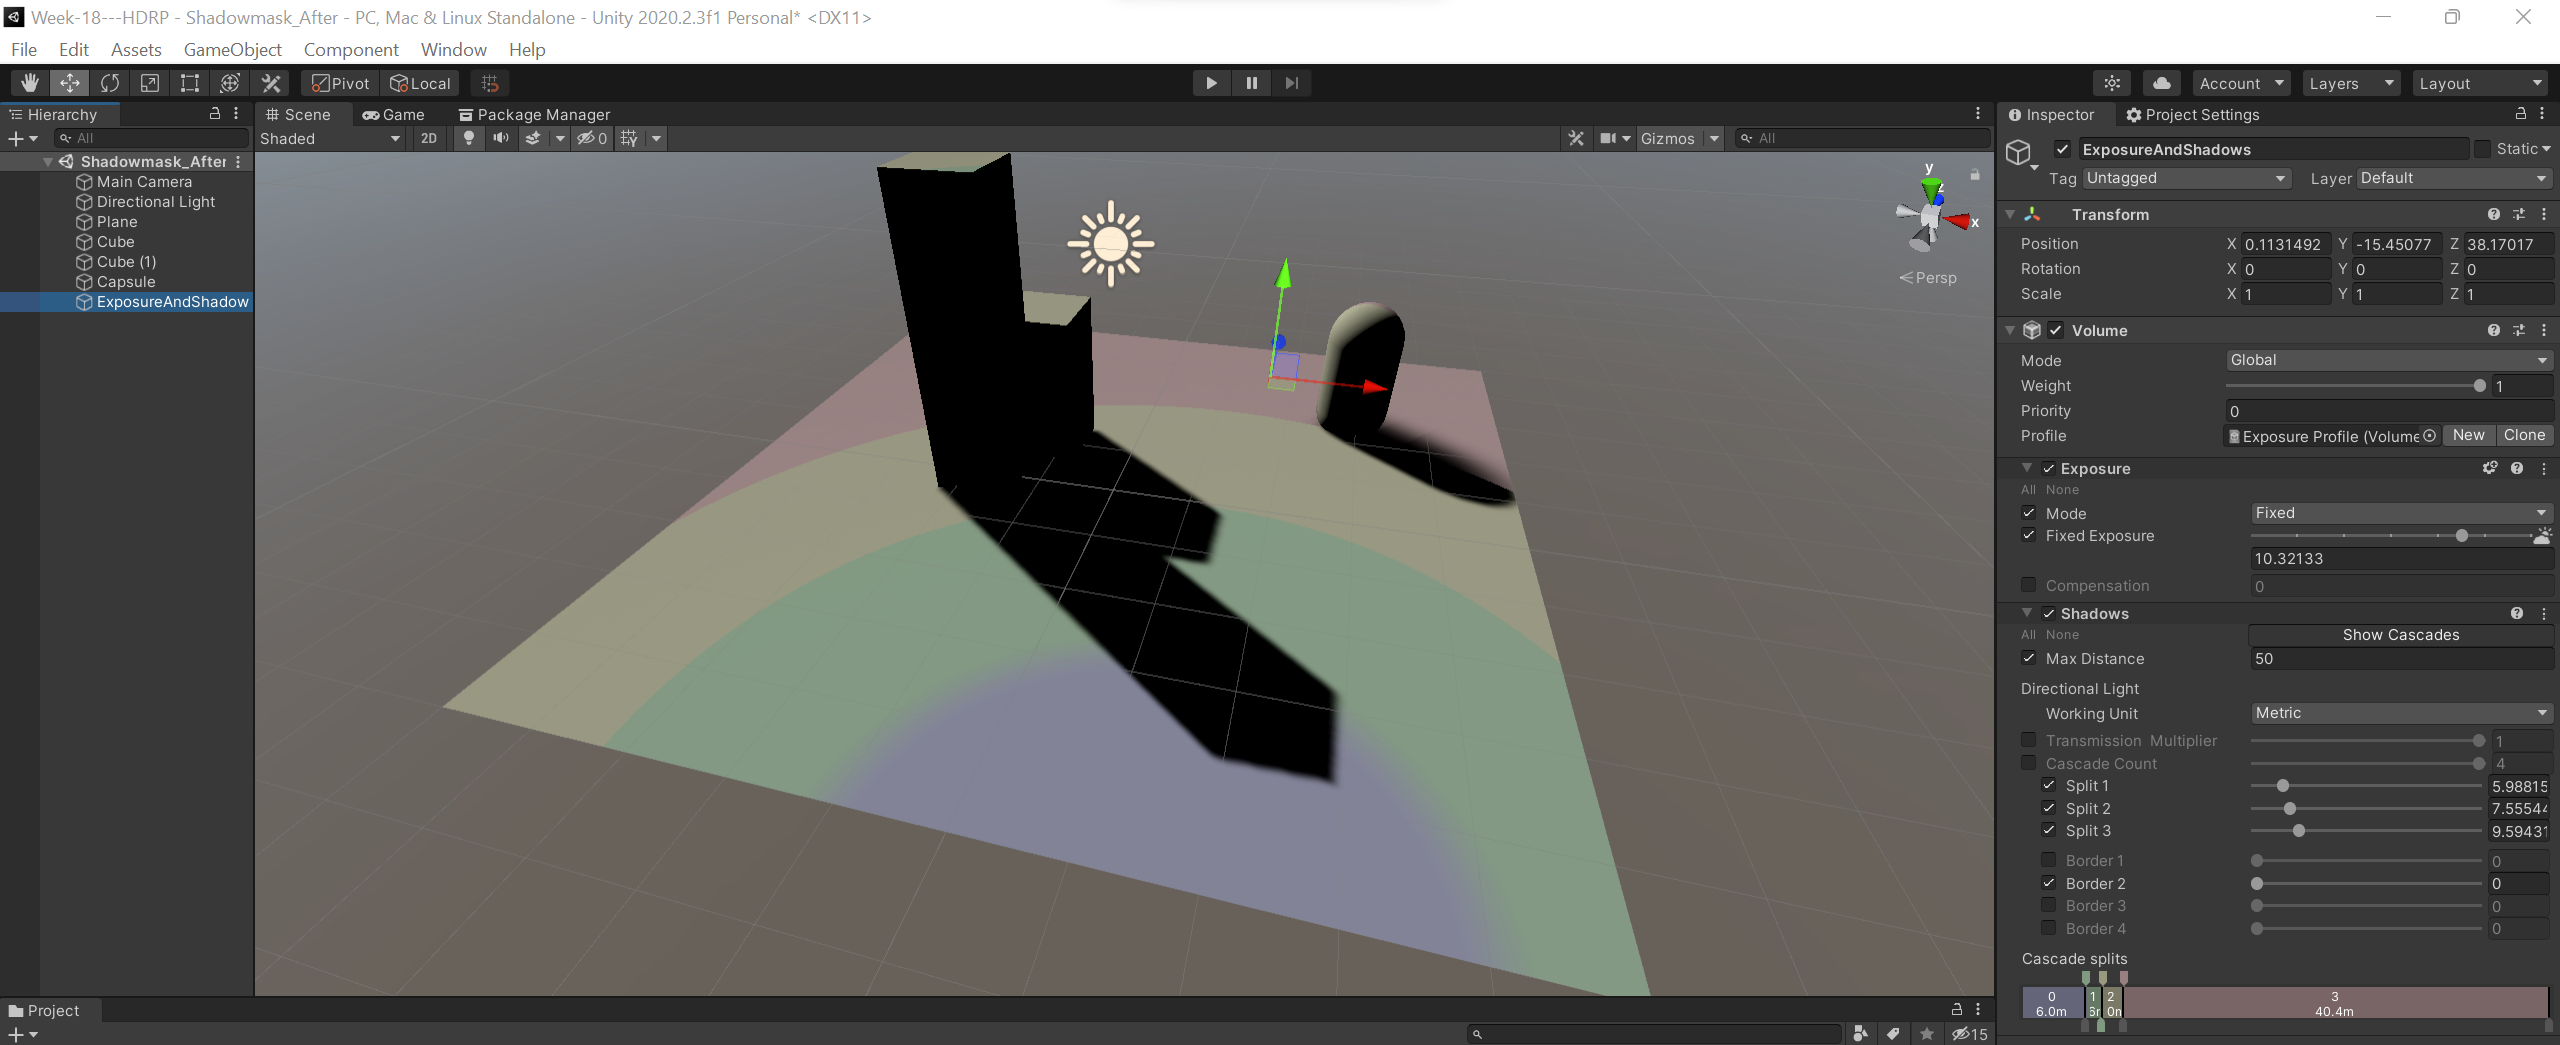 Week-18---HDRP - Shadowmask_After - PC, Mac & Linux Standalone - Unity 2020.2.3f1 Personal* <DX11>
File Edit Assets GameObject Component Window Help
Pivot Local Account Layers Layout
Hierarchy
All
Shadowmask_After
Main Camera
Directional Light
Plane
Cube
Cube (1)
Capsule
ExposureAndShadow
Scene Game Package Manager
Shaded 2D 0 Gizmos All
y
z
x
Persp
Project
15
Inspector Project Settings
ExposureAndShadows Static
Tag Untagged Layer Default
Transform
Position X 0.1131492 Y -15.45077 Z 38.17017
Rotation X 0 Y 0 Z 0
Scale X 1 Y 1 Z 1
Volume
Mode Global
Weight 1
Priority 0
Profile Exposure Profile (Volume New Clone
Exposure
All None
Mode Fixed
Fixed Exposure
10.32133
Compensation 0
Shadows
All None Show Cascades
Max Distance 50
Directional Light
Working Unit Metric
Transmission Multiplier 1
Cascade Count 4
Split 1 5.98815
Split 2 7.55544
Split 3 9.59431
Border 1 0
Border 2 0
Border 3 0
Border 4 0
Cascade splits
0 1 2 3
6.0m 40.4m